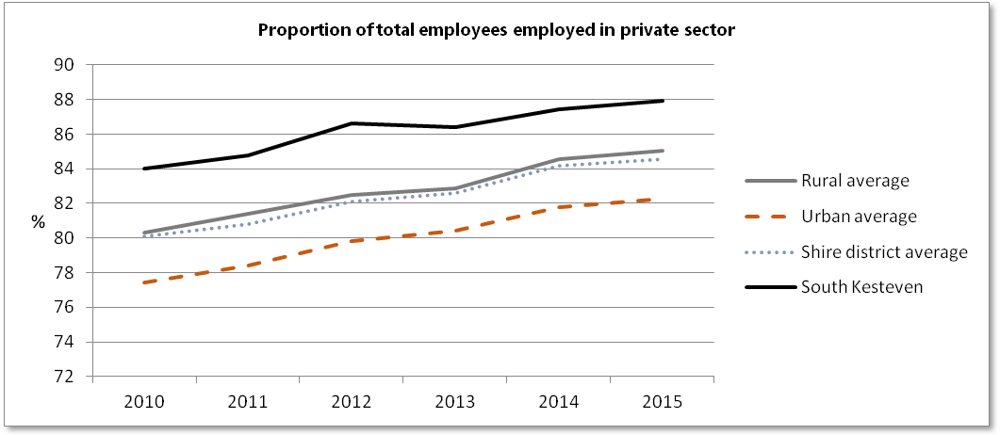 Proportion of total employees employed in private sector
90
88
86
84
82
80
78
76
74
72
%
2010 2011 2012 2013 2014 2015
Rural average
Urban average
Shire district average
South Kesteven